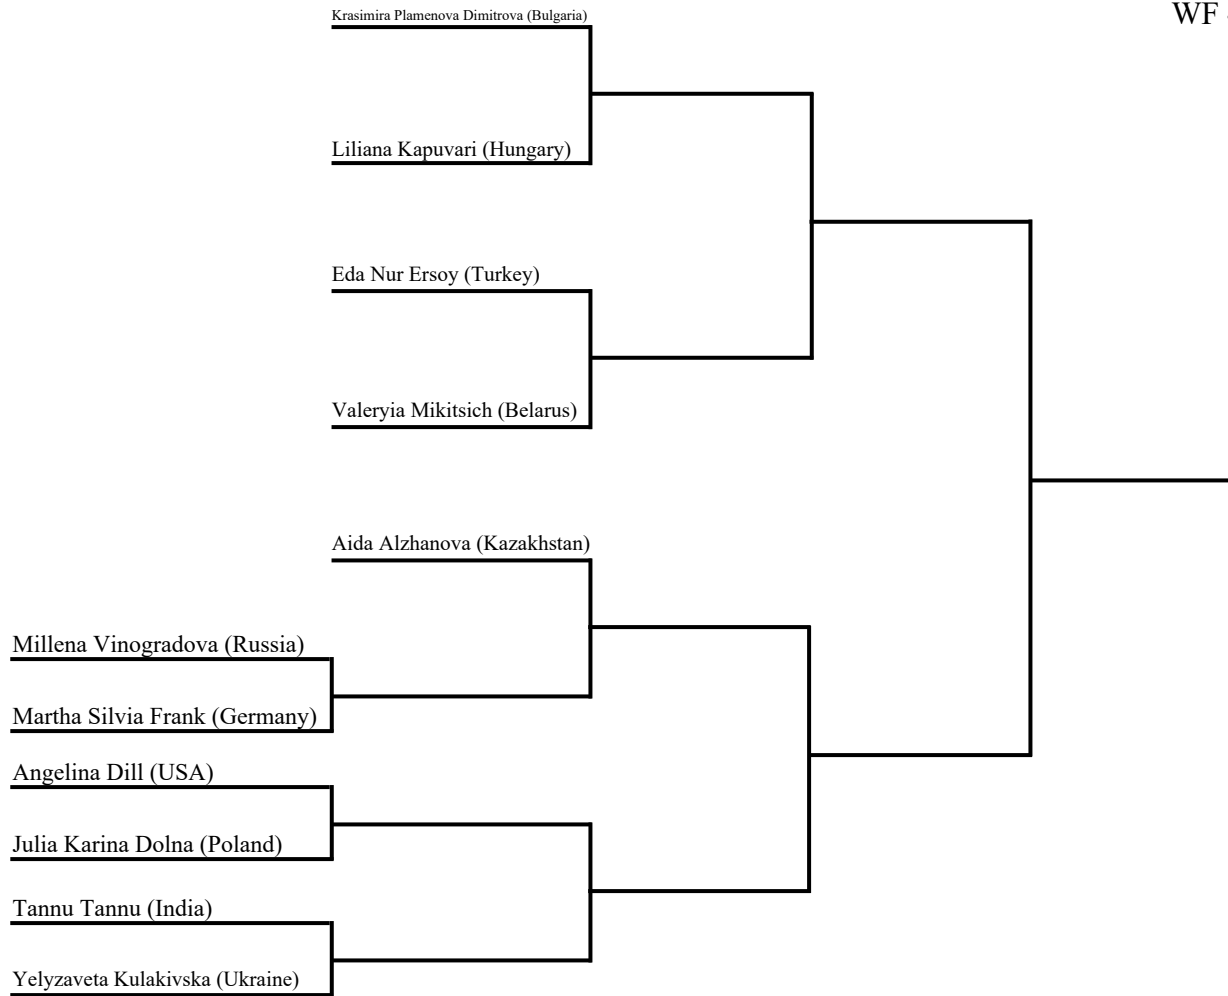 Krasimira Plamenova Dimitrova (Bulgaria)
WF
Liliana Kapuvari (Hungary)
Eda Nur Ersoy (Turkey)
Valeryia Mikitsich (Belarus)
Aida Alzhanova (Kazakhstan)
Millena Vinogradova (Russia)
Martha Silvia Frank (Germany)
Angelina Dill (USA)
Julia Karina Dolna (Poland)
Tannu Tannu (India)
Yelyzaveta Kulakivska (Ukraine)